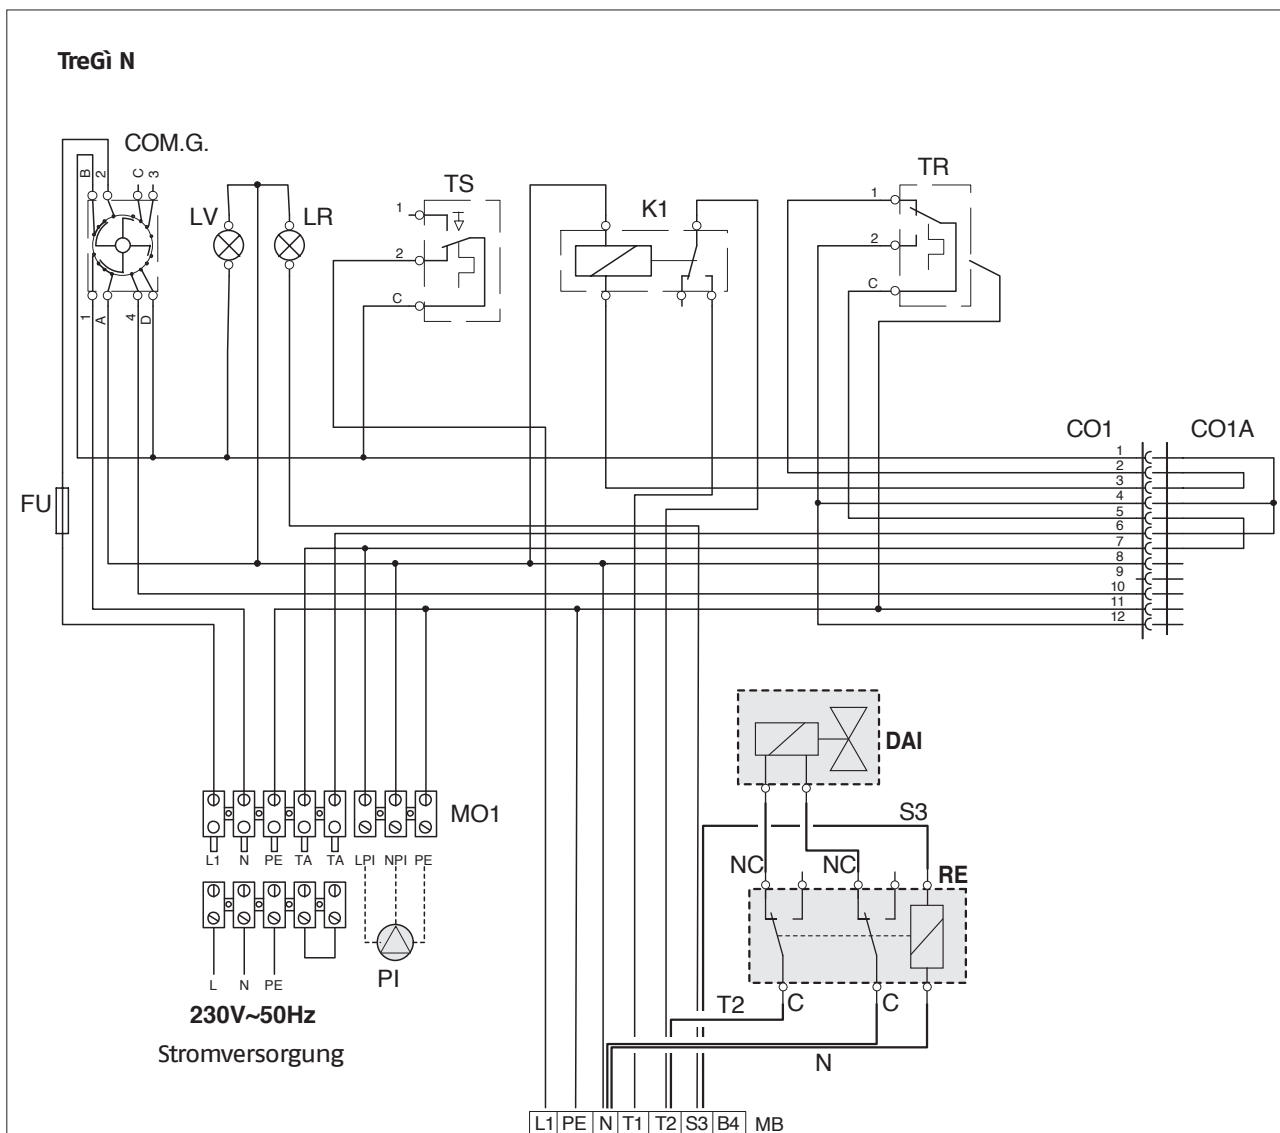 TreGì N
COM.G.
B 2 C 3
1 A 4 D
LV LR
TS
1
2
C
K1
TR
1
2
C
FU
CO1 CO1A
1
2
3
4
5
6
7
8
9
10
11
12
DAI
S3
NC NC
RE
C C
T2
N
MO1
L1 N PE TA TA LPI NPI PE
L N PE
PI
230V~50Hz
Stromversorgung
L1 PE N T1 T2 S3 B4 MB